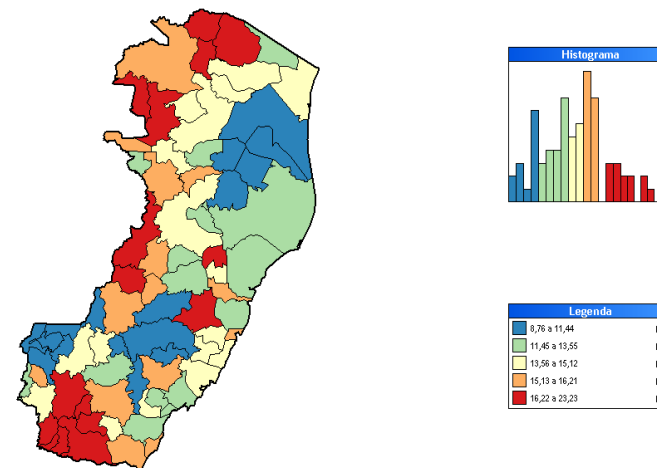 Histograma
Legenda
8,76 a 11,44
11,45 a 13,55
13,56 a 15,12
15,13 a 16,21
16,22 a 23,23